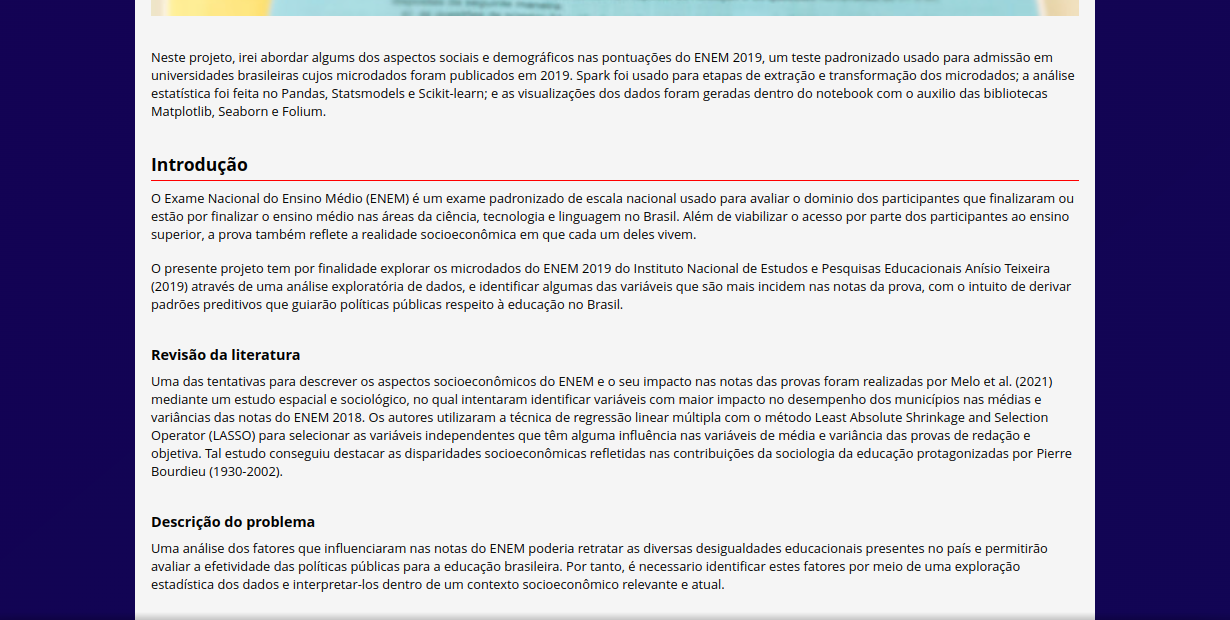 Neste projeto, irei abordar algums dos aspectos sociais e demográficos nas pontuações do ENEM 2019, um teste padronizado usado para admissão em
universidades brasileiras cujos microdados foram publicados em 2019. Spark foi usado para etapas de extração e transformação dos microdados; a análise
estatística foi feita no Pandas, Statsmodels e Scikit-learn; e as visualizações dos dados foram geradas dentro do notebook com o auxilio das bibliotecas
Matplotlib, Seaborn e Folium.
Introdução
O Exame Nacional do Ensino Médio (ENEM) é um exame padronizado de escala nacional usado para avaliar o dominio dos participantes que finalizaram ou
estão por finalizar o ensino médio nas áreas da ciência, tecnologia e linguagem no Brasil. Além de viabilizar o acesso por parte dos participantes ao ensino
superior, a prova também reflete a realidade socioeconômica em que cada um deles vivem.
O presente projeto tem por finalidade explorar os microdados do ENEM 2019 do Instituto Nacional de Estudos e Pesquisas Educacionais Anísio Teixeira
(2019) através de uma análise exploratória de dados, e identificar algumas das variáveis que são mais incidem nas notas da prova, com o intuito de derivar
padrões preditivos que guiarão políticas públicas respeito à educação no Brasil.
Revisão da literatura
Uma das tentativas para descrever os aspectos socioeconômicos do ENEM e o seu impacto nas notas das provas foram realizadas por Melo et al. (2021)
mediante um estudo espacial e sociológico, no qual intentaram identificar variáveis com maior impacto no desempenho dos municípios nas médias e
variâncias das notas do ENEM 2018. Os autores utilizaram a técnica de regressão linear múltipla com o método Least Absolute Shrinkage and Selection
Operator (LASSO) para selecionar as variáveis independentes que têm alguma influência nas variáveis de média e variância das provas de redação e
objetiva. Tal estudo conseguiu destacar as disparidades socioeconômicas refletidas nas contribuições da sociologia da educação protagonizadas por Pierre
Bourdieu (1930-2002).
Descrição do problema
Uma análise dos fatores que influenciaram nas notas do ENEM poderia retratar as diversas desigualdades educacionais presentes no país e permitirão
avaliar a efetividade das políticas públicas para a educação brasileira. Por tanto, é necessario identificar estes fatores por meio de uma exploração
estatística dos dados e interpretar-los dentro de um contexto socioeconômico relevante e atual.